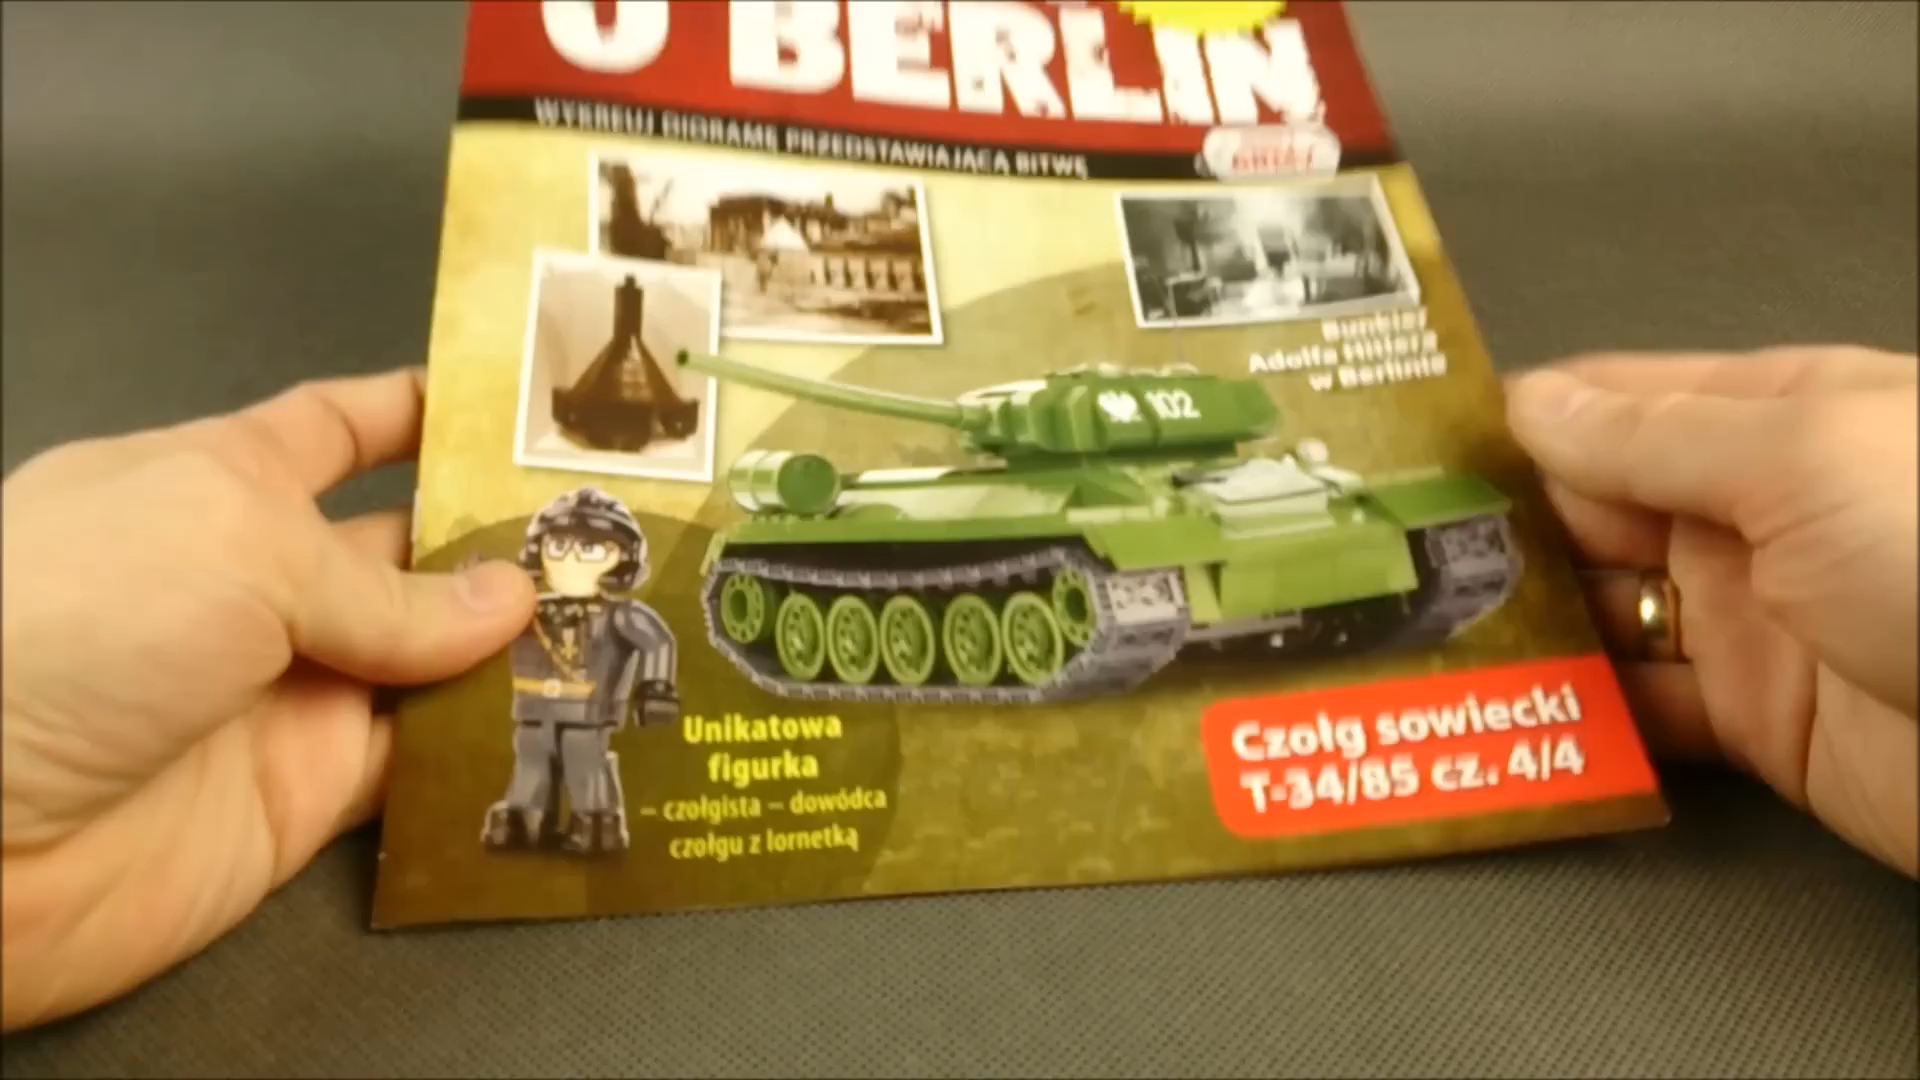 O BERLIN
WYKREUJ DIORAMĘ PRZEDSTAWIAJĄCĄ BITWĘ
Bunkier
Adolfa Hitlera
w Berlinie
102
Unikatowa
figurka
– czołgista – dowódca
czołgu z lornetką
Czołg sowiecki
T-34/85 cz. 4/4